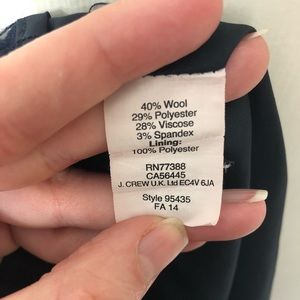 40% Wool
29% Polyester
28% Viscose
3% Spandex
Lining:
100% Polyester
RN77388
CA56445
J. CREW U.K. Ltd EC4V 6JA
Style 95435
FA 14